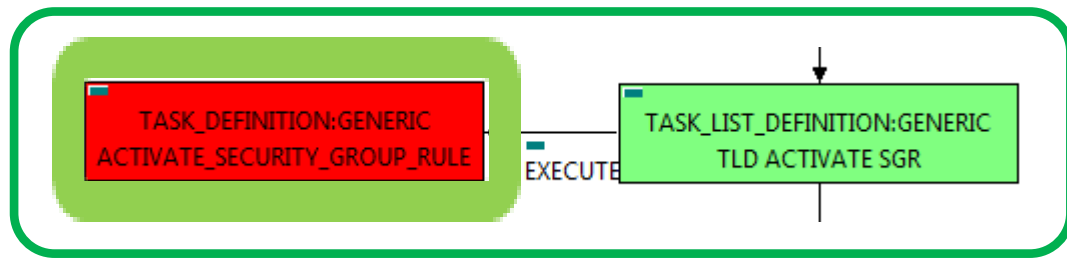 TASK_DEFINITION:GENERIC
ACTIVATE_SECURITY_GROUP_RULE
EXECUTE
TASK_LIST_DEFINITION:GENERIC
TLD ACTIVATE SGR